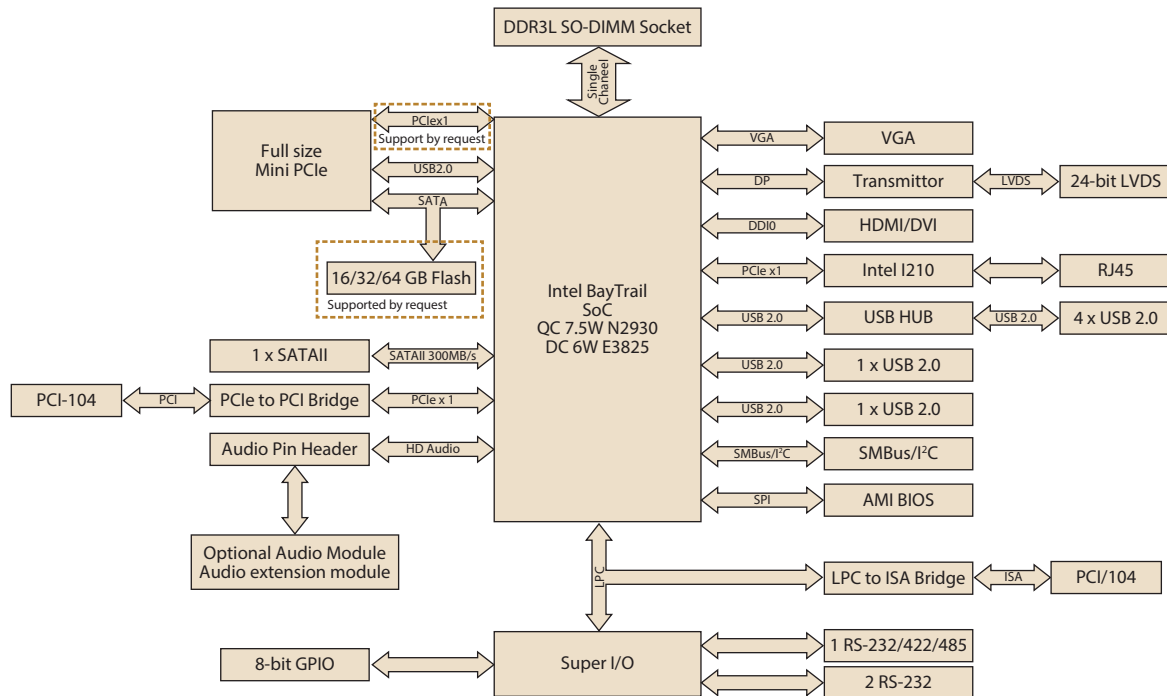 DDR3L SO-DIMM Socket
Single
Chaneel
PCIex1
Support by request
Full size
Mini PCIe
USB2.0
SATA
16/32/64 GB Flash
Supported by request
Intel BayTrail
SoC
QC 7.5W N2930
DC 6W E3825
VGA
VGA
DP
Transmittor
LVDS
24-bit LVDS
DDI0
HDMI/DVI
PCIe x1
Intel I210
RJ45
USB 2.0
USB HUB
USB 2.0
4 x USB 2.0
1 x SATAII
SATAII 300MB/s
USB 2.0
1 x USB 2.0
PCI-104
PCI
PCIe to PCI Bridge
PCIe x 1
USB 2.0
1 x USB 2.0
Audio Pin Header
HD Audio
SMBus/I²C
SMBus/I²C
SPI
AMI BIOS
Optional Audio Module
Audio extension module
LPC
LPC to ISA Bridge
ISA
PCI/104
8-bit GPIO
Super I/O
1 RS-232/422/485
2 RS-232